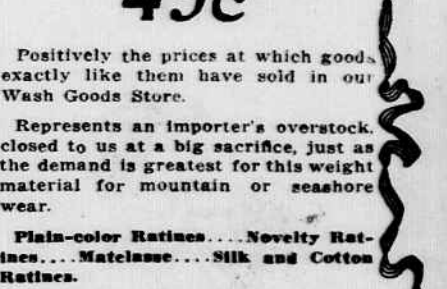 45c
Positively the prices at which goods
exactly like them have sold in our
Wash Goods Store.
Represents an importer's overstock,
closed to us at a big sacrifice, just as
the demand is greatest for this weight
material for mountain or seashore
wear.
Plain-color Ratines....Novelty Rat-
ines....Matelasse....Silk and Cotton
Ratines.